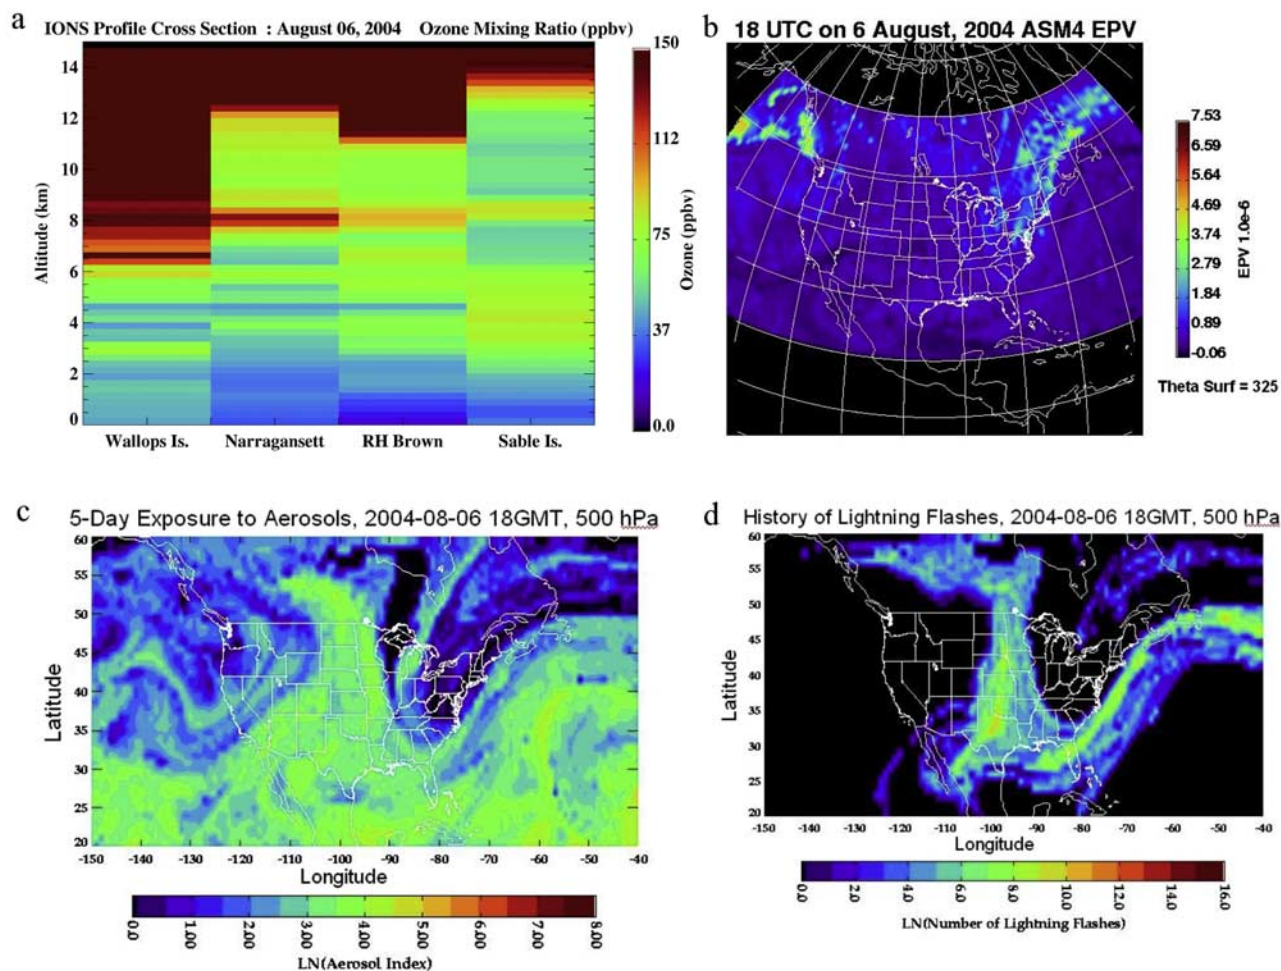 a
IONS Profile Cross Section : August 06, 2004 Ozone Mixing Ratio (ppbv)
14
12
10
8
6
4
2
0
Altitude (km)
Wallops Is.
Narragansett
RH Brown
Sable Is.
150
112
75
37
0.0
Ozone (ppbv)
b
18 UTC on 6 August, 2004 ASM4 EPV
7.53
6.59
5.64
4.69
3.74
2.79
1.84
0.89
-0.06
EPV 1.0e-6
Theta Surf = 325
c
5-Day Exposure to Aerosols, 2004-08-06 18GMT, 500 hPa
60
55
50
45
40
35
30
25
20
Latitude
-150 -140 -130 -120 -110 -100 -90 -80 -70 -60 -50 -40
Longitude
0.00 1.00 2.00 3.00 4.00 5.00 6.00 7.00 8.00
LN(Aerosol Index)
d
History of Lightning Flashes, 2004-08-06 18GMT, 500 hPa
60
55
50
45
40
35
30
25
20
Latitude
-150 -140 -130 -120 -110 -100 -90 -80 -70 -60 -50 -40
Longitude
0.0 2.0 4.0 6.0 8.0 10.0 12.0 14.0 16.0
LN(Number of Lightning Flashes)